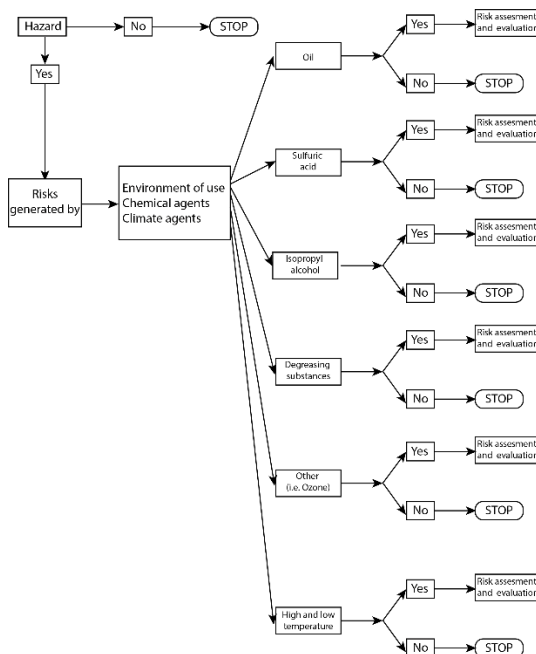 Hazard
No
STOP
Yes
Risks
generated by
Environment of use
Chemical agents
Climate agents
Oil
Yes
Risk assesment
and evaluation
No
STOP
Sulfuric
acid
Yes
Risk assesment
and evaluation
No
STOP
Isopropyl
alcohol
Yes
Risk assesment
and evaluation
No
STOP
Degreasing
substances
Yes
Risk assesment
and evaluation
No
STOP
Other
(i.e. Ozone)
Yes
Risk assesment
and evaluation
No
STOP
High and low
temperature
Yes
Risk assesment
and evaluation
No
STOP